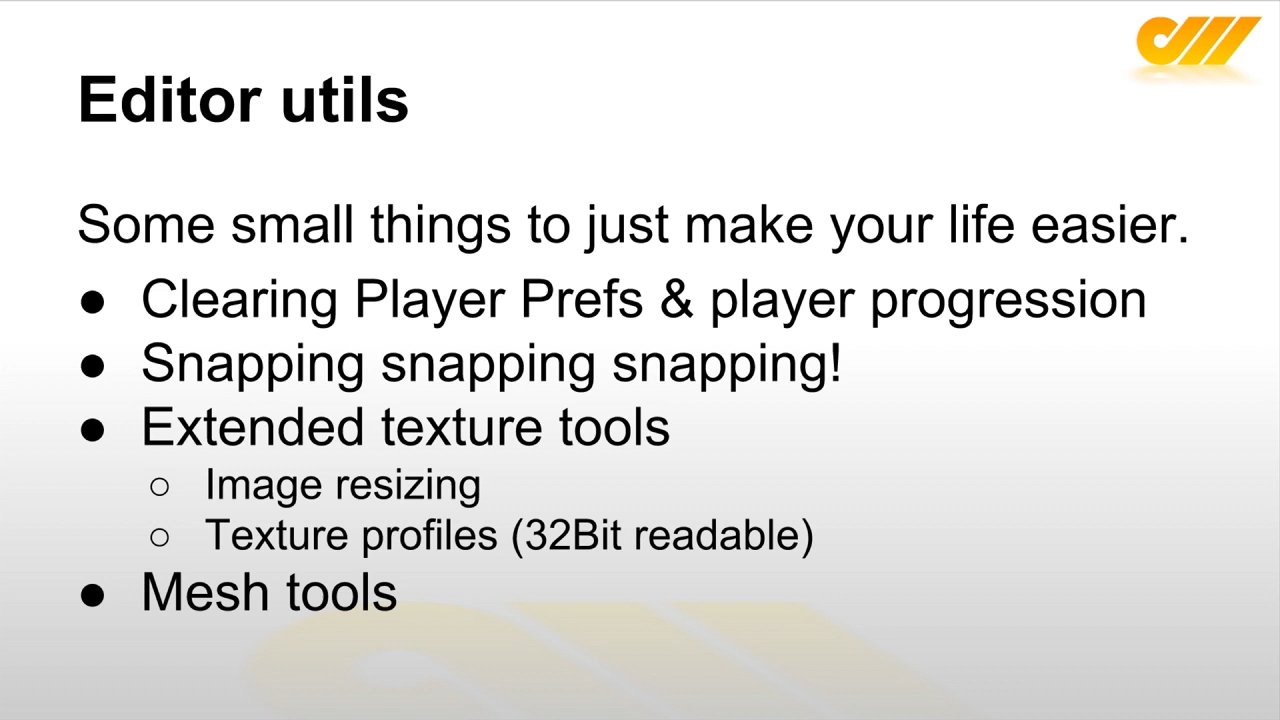 Editor utils
Some small things to just make your life easier.
● Clearing Player Prefs & player progression
● Snapping snapping snapping!
● Extended texture tools
○ Image resizing
○ Texture profiles (32Bit readable)
● Mesh tools